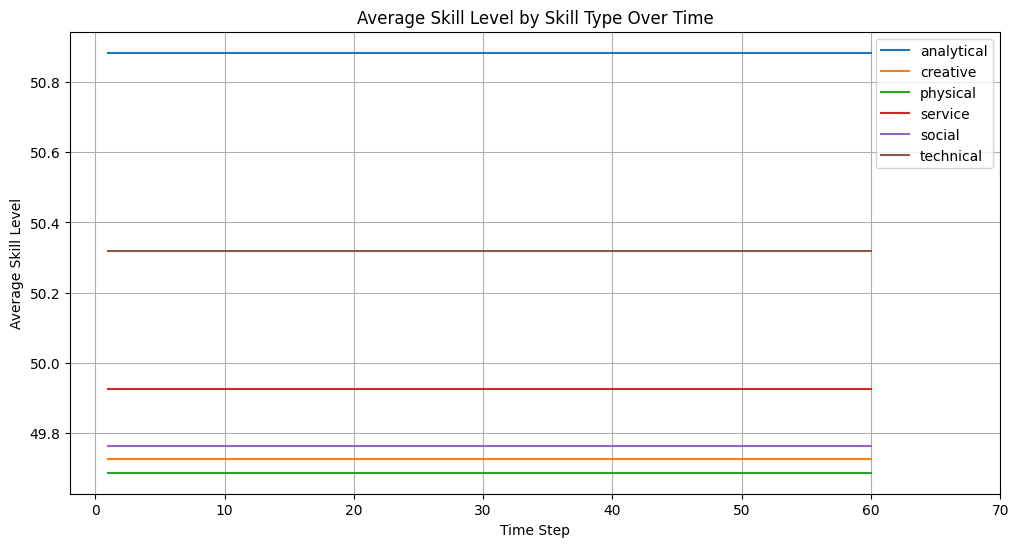 Average Skill Level by Skill Type Over Time
Average Skill Level
50.8
50.6
50.4
50.2
50.0
49.8
analytical
creative
physical
service
social
technical
0 10 20 30 40 50 60 70
Time Step